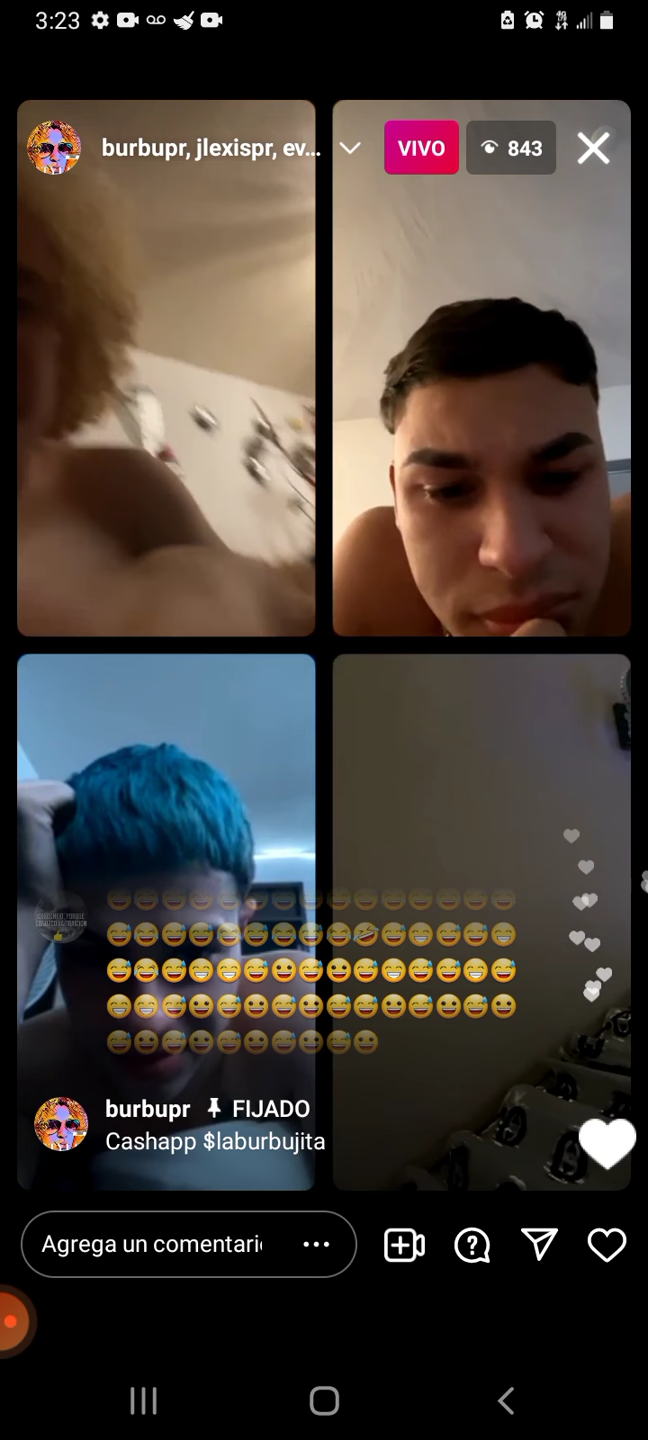 3:23
burbupr, jlexispr, ev...
VIVO
843
burbupr FIJADO
Cashapp $laburbujita
Agrega un comentari